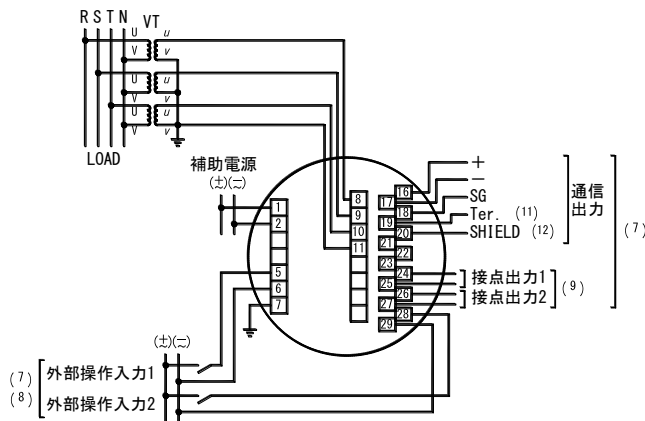 R S T N VT
U u
V v
U u
V v
U u
V v
LOAD
補助電源
(±)(−)
1
2
5
6
7
8
9
10
11
16
17
18
19
20
21
22
23
24
25
26
27
28
29
+
−
SG
Ter. (11)
SHIELD (12)
通信
出力
(7)
接点出力1
接点出力2
(9)
(7)
(8)
外部操作入力1
外部操作入力2